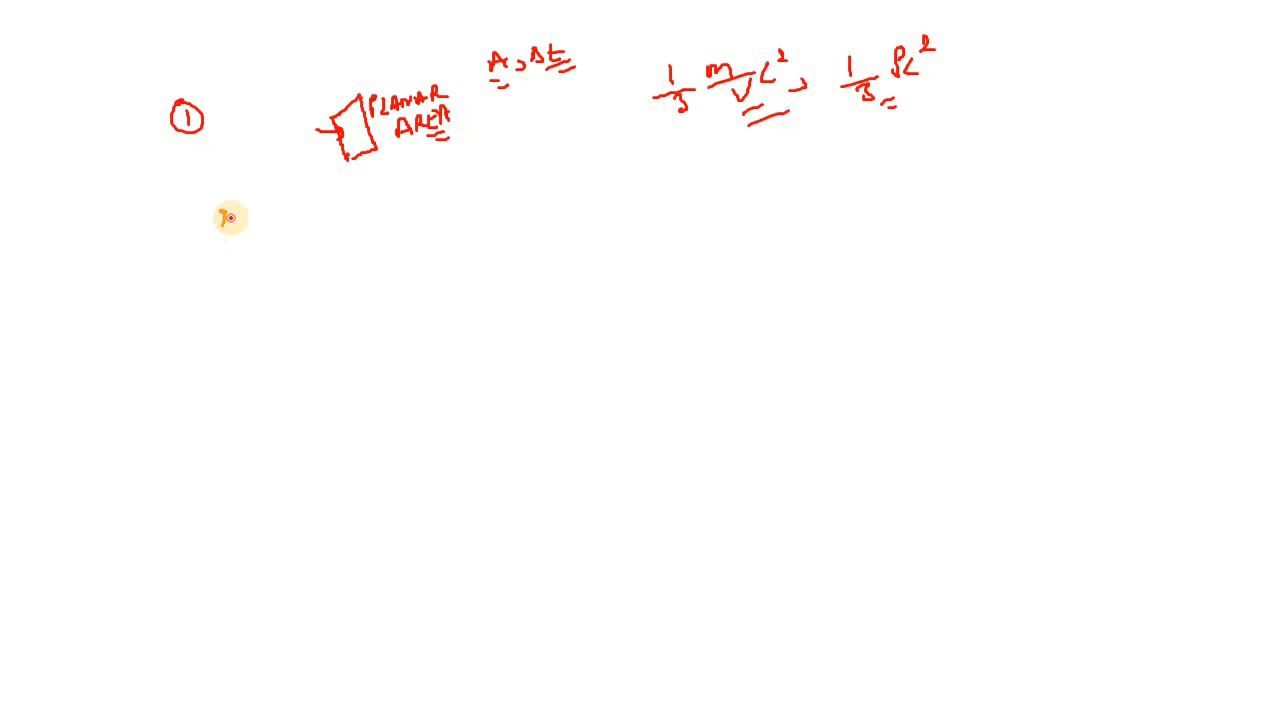 A, Δt
1/3 m/V C², 1/3 ρC²
① PLANAR
AREA